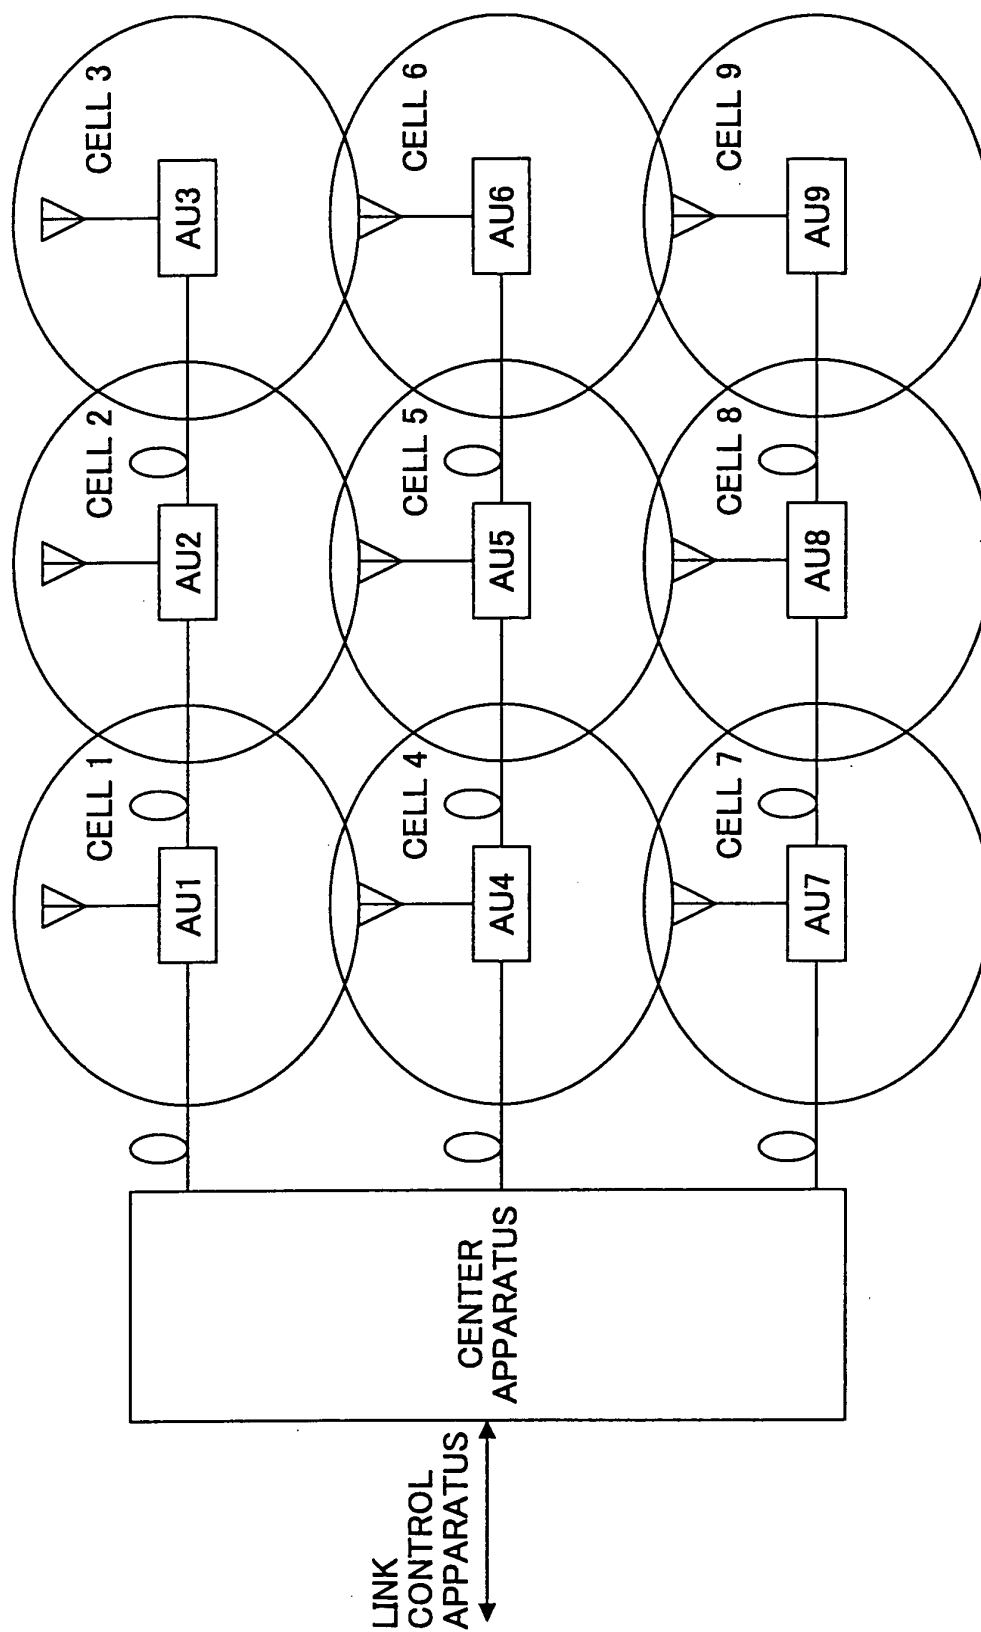 LINK
CONTROL
APPARATUS
CENTER
APPARATUS
CELL 1
AU1
CELL 2
AU2
CELL 3
AU3
CELL 4
AU4
CELL 5
AU5
CELL 6
AU6
CELL 7
AU7
CELL 8
AU8
CELL 9
AU9